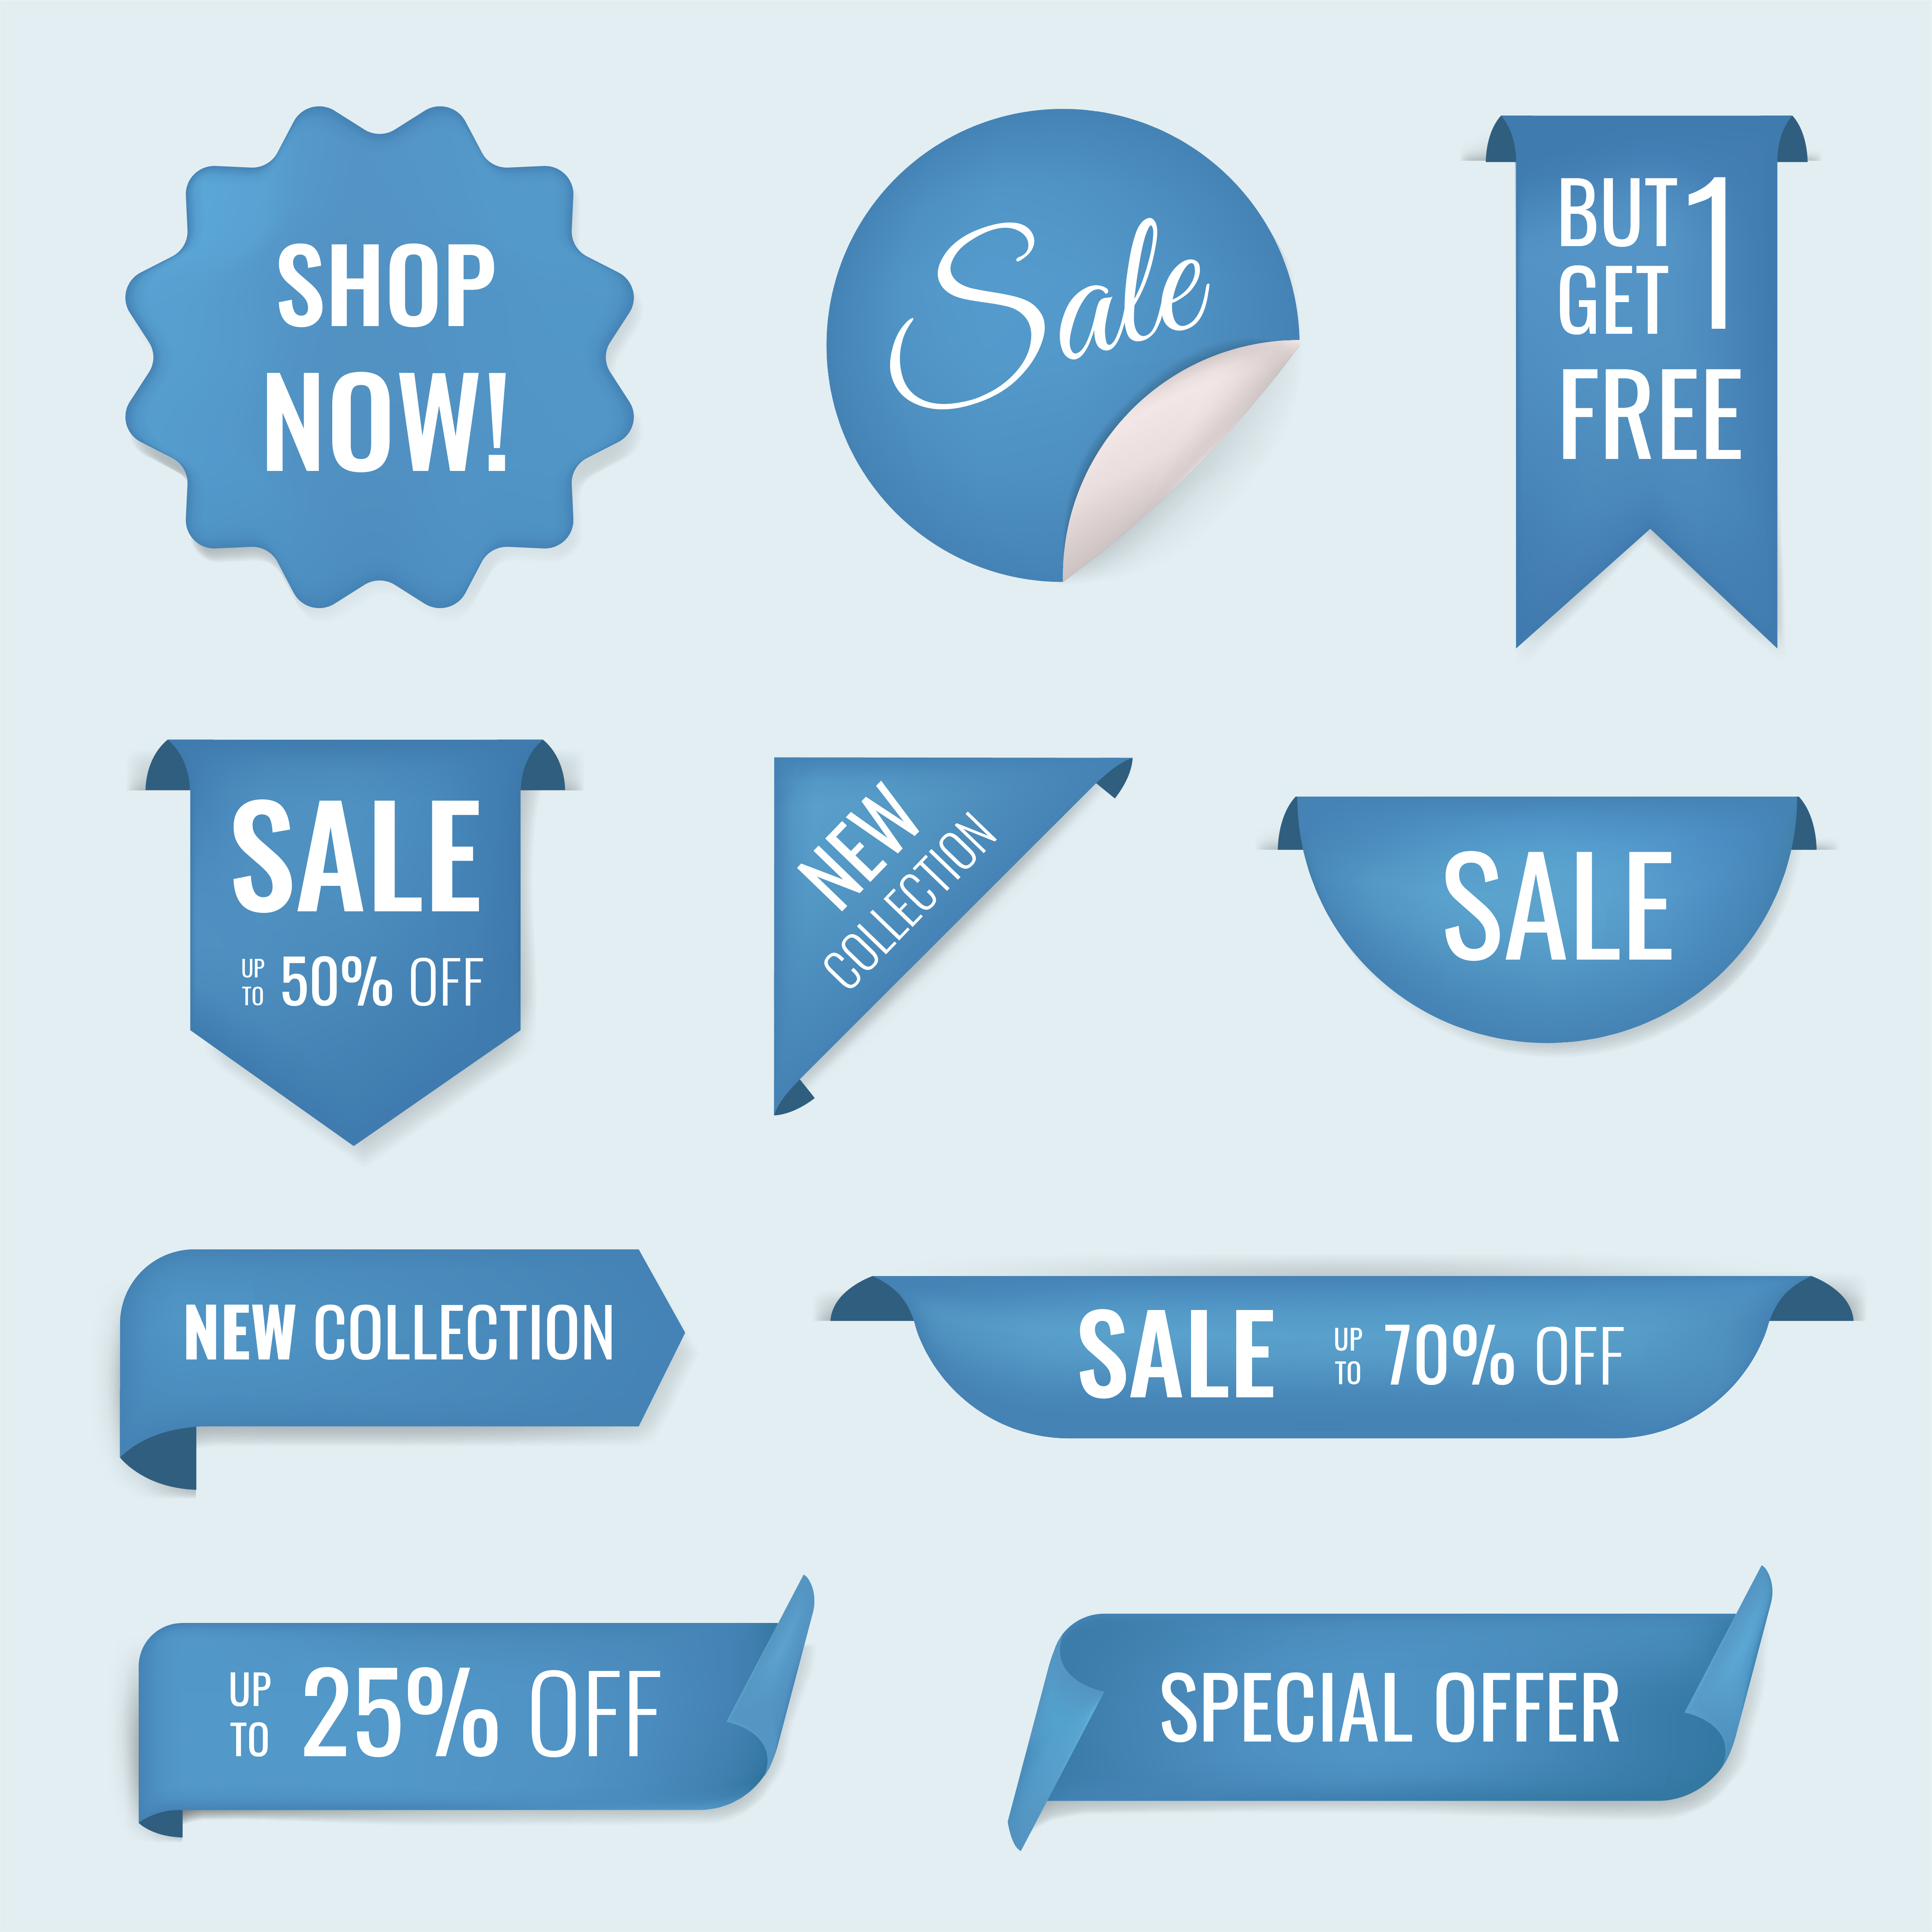 SHOP
NOW!
Sale
BUT 1
GET
FREE
SALE
UP TO 50% OFF
NEW
COLLECTION
SALE
NEW COLLECTION
SALE UP TO 70% OFF
UP TO 25% OFF
SPECIAL OFFER